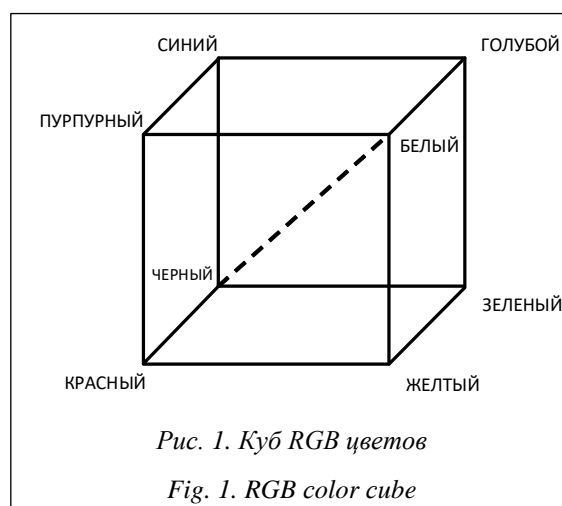 СИНИЙ
ГОЛУБОЙ
ПУРПУРНЫЙ
БЕЛЫЙ
ЧЕРНЫЙ
ЗЕЛЕНЫЙ
КРАСНЫЙ
ЖЕЛТЫЙ
Рис. 1. Куб RGB цветов
Fig. 1. RGB color cube